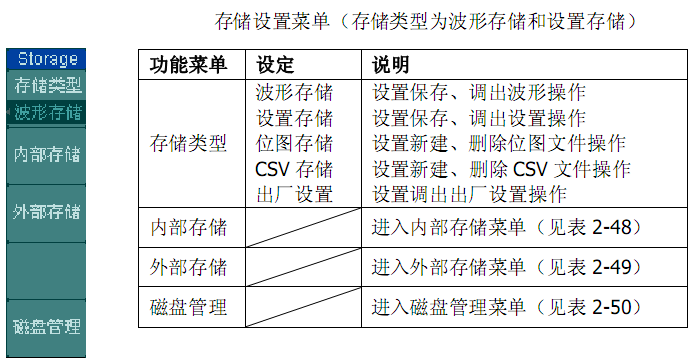 存储设置菜单（存储类型为波形存储和设置存储）
Storage
存储类型
波形存储
内部存储
外部存储
磁盘管理
功能菜单 设定 说明
存储类型
波形存储 设置保存、调出波形操作
设置存储 设置保存、调出设置操作
位图存储 设置新建、删除位图文件操作
CSV 存储 设置新建、删除 CSV 文件操作
出厂设置 设置调出出厂设置操作
内部存储 进入内部存储菜单（见表 2-48）
外部存储 进入外部存储菜单（见表 2-49）
磁盘管理 进入磁盘管理菜单（见表 2-50）